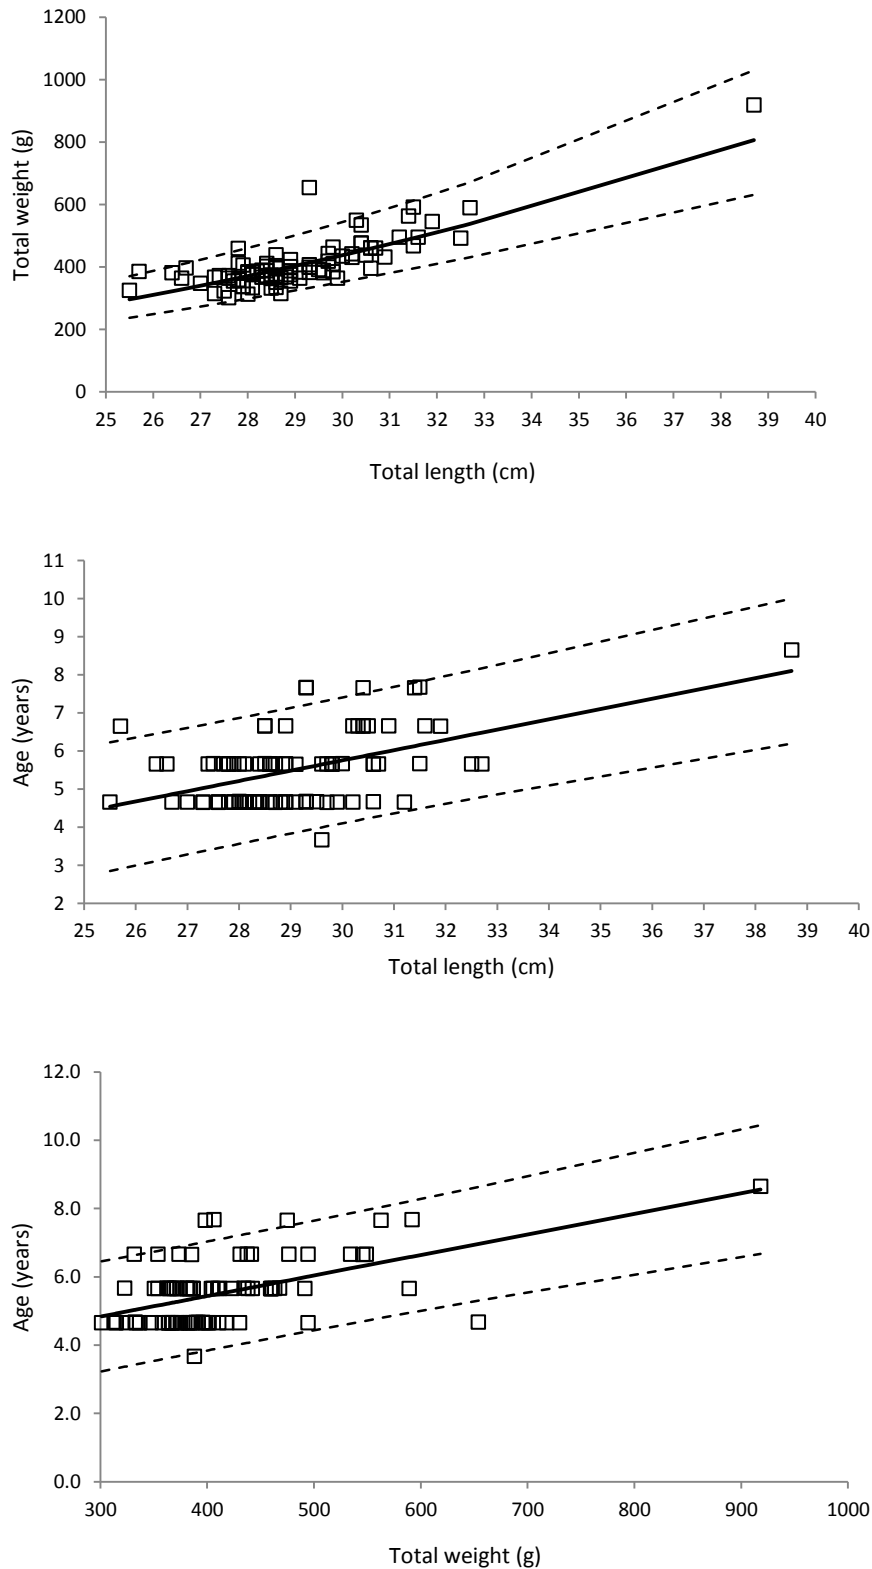 1200
1000
800
600
400
200
0
Total weight (g)
25 26 27 28 29 30 31 32 33 34 35 36 37 38 39 40
Total length (cm)
11
10
9
8
7
6
5
4
3
2
Age (years)
25 26 27 28 29 30 31 32 33 34 35 36 37 38 39 40
Total length (cm)
12.0
10.0
8.0
6.0
4.0
2.0
0.0
Age (years)
300 400 500 600 700 800 900 1000
Total weight (g)